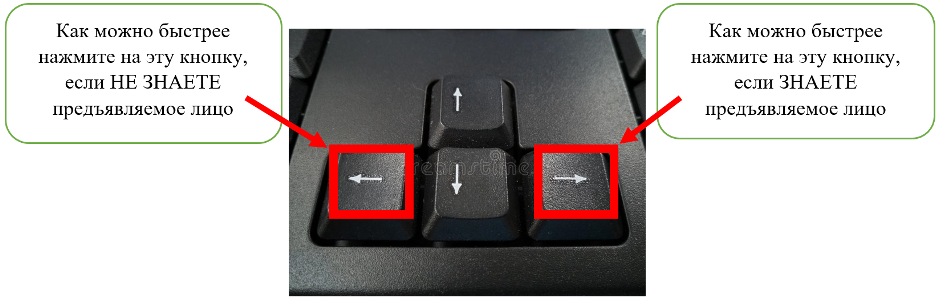 Как можно быстрее
нажмите на эту кнопку,
если НЕ ЗНАЕТЕ
предъявляемое лицо
Как можно быстрее
нажмите на эту кнопку,
если ЗНАЕТЕ
предъявляемое лицо
dreamstime